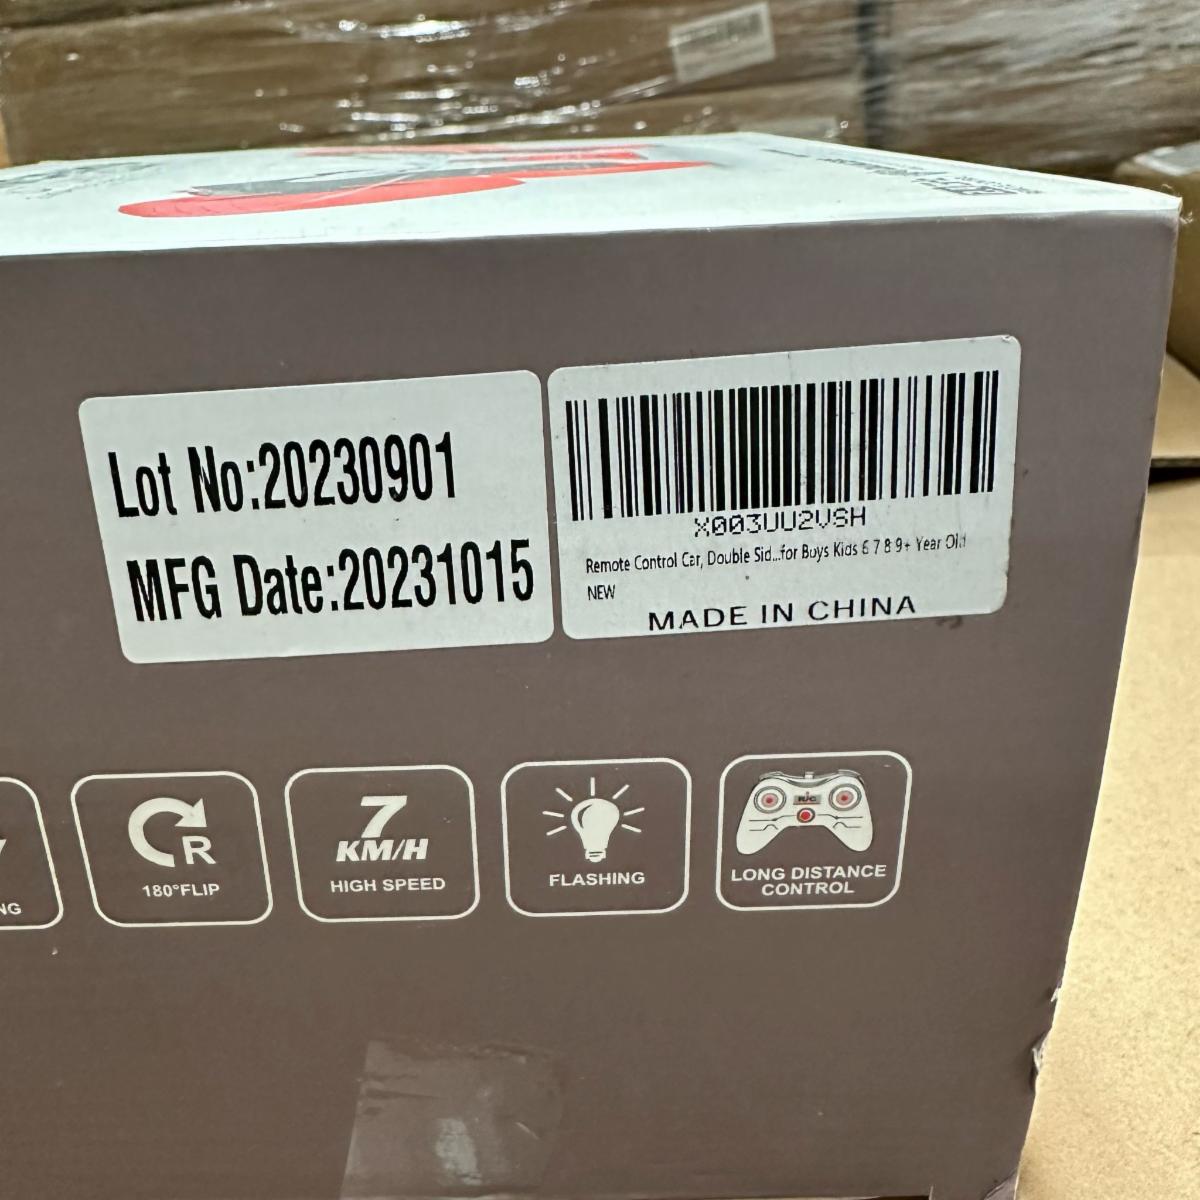 Lot No:20230901
MFG Date:20231015
X003UU2VSH
Remote Control Car, Double Sid...for Boys Kids 6 7 8 9+ Year Old
NEW
MADE IN CHINA
R
180°FLIP
7
KM/H
HIGH SPEED
FLASHING
R/C
LONG DISTANCE
CONTROL